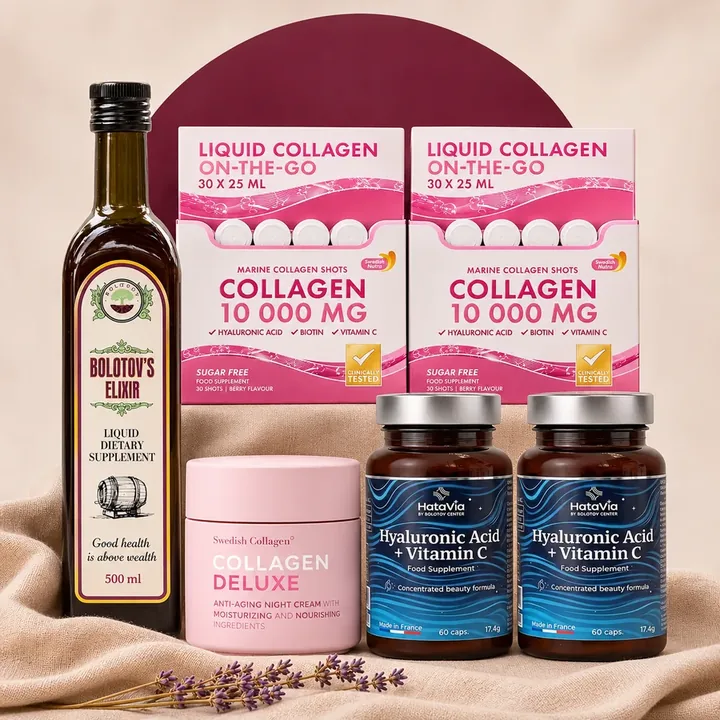 LIQUID COLLAGEN
ON-THE-GO
30 X 25 ML
MARINE COLLAGEN SHOTS
Swedish
Nutra
COLLAGEN
10 000 MG
✓ HYALURONIC ACID ✓ BIOTIN ✓ VITAMIN C
SUGAR FREE
FOOD SUPPLEMENT
30 SHOTS | BERRY FLAVOUR
CLINICALLY
TESTED
LIQUID COLLAGEN
ON-THE-GO
30 X 25 ML
MARINE COLLAGEN SHOTS
Swedish
Nutra
COLLAGEN
10 000 MG
✓ HYALURONIC ACID ✓ BIOTIN ✓ VITAMIN C
SUGAR FREE
FOOD SUPPLEMENT
30 SHOTS | BERRY FLAVOUR
CLINICALLY
TESTED
BOLOTOV'S
ELIXIR
LIQUID
DIETARY
SUPPLEMENT
Good health
is above wealth
500 ml
Swedish Collagen®
COLLAGEN
DELUXE
ANTI-AGING NIGHT CREAM WITH
MOISTURIZING AND NOURISHING
INGREDIENTS
HataVia
BY BOLOTOV CENTER
Hyaluronic Acid
+ Vitamin C
Food Supplement
Concentrated beauty formula
Made in France
60 caps.
17.4g
HataVia
BY BOLOTOV CENTER
Hyaluronic Acid
+ Vitamin C
Food Supplement
Concentrated beauty formula
Made in France
60 caps.
17.4g